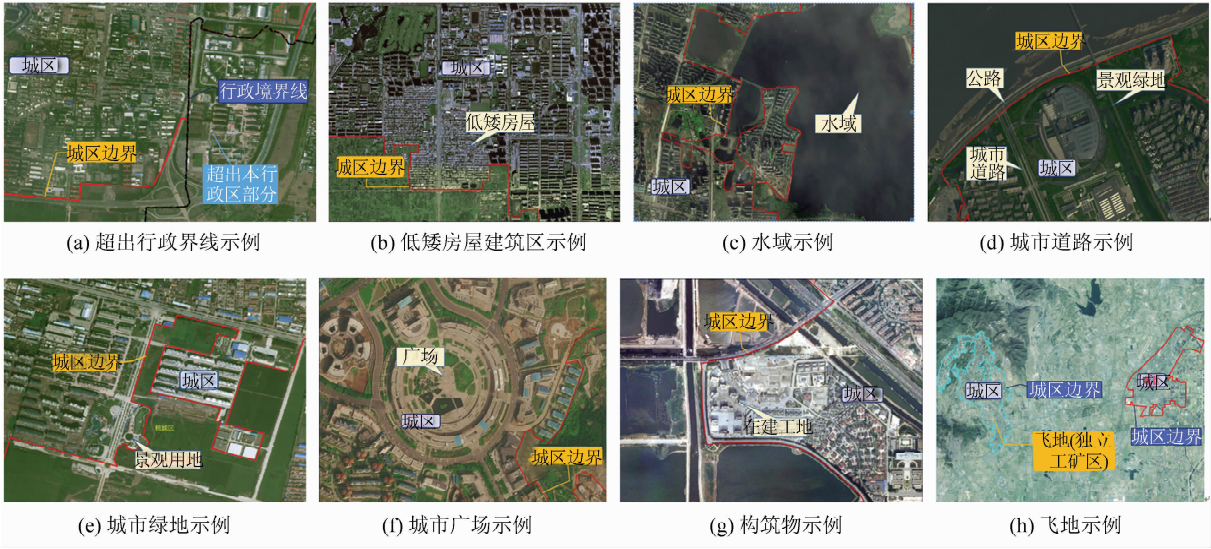 城区
行政境界线
城区边界
超出本行
政区部分
(a) 超出行政界线示例
城区
低矮房屋
成区边界
(b) 低矮房屋建筑区示例
城区边界
水域
城区
(c) 水域示例
城区边界
公路
景观绿地
城市
道路
城区
(d) 城市道路示例
城区边界
城区
景观用地
(e) 城市绿地示例
广场
城区
城区边界
(f) 城市广场示例
城区边界
城区
在建工地
(g) 构筑物示例
城区
城区边界
飞地(独立
工矿区)
城区
城区边界
(h) 飞地示例